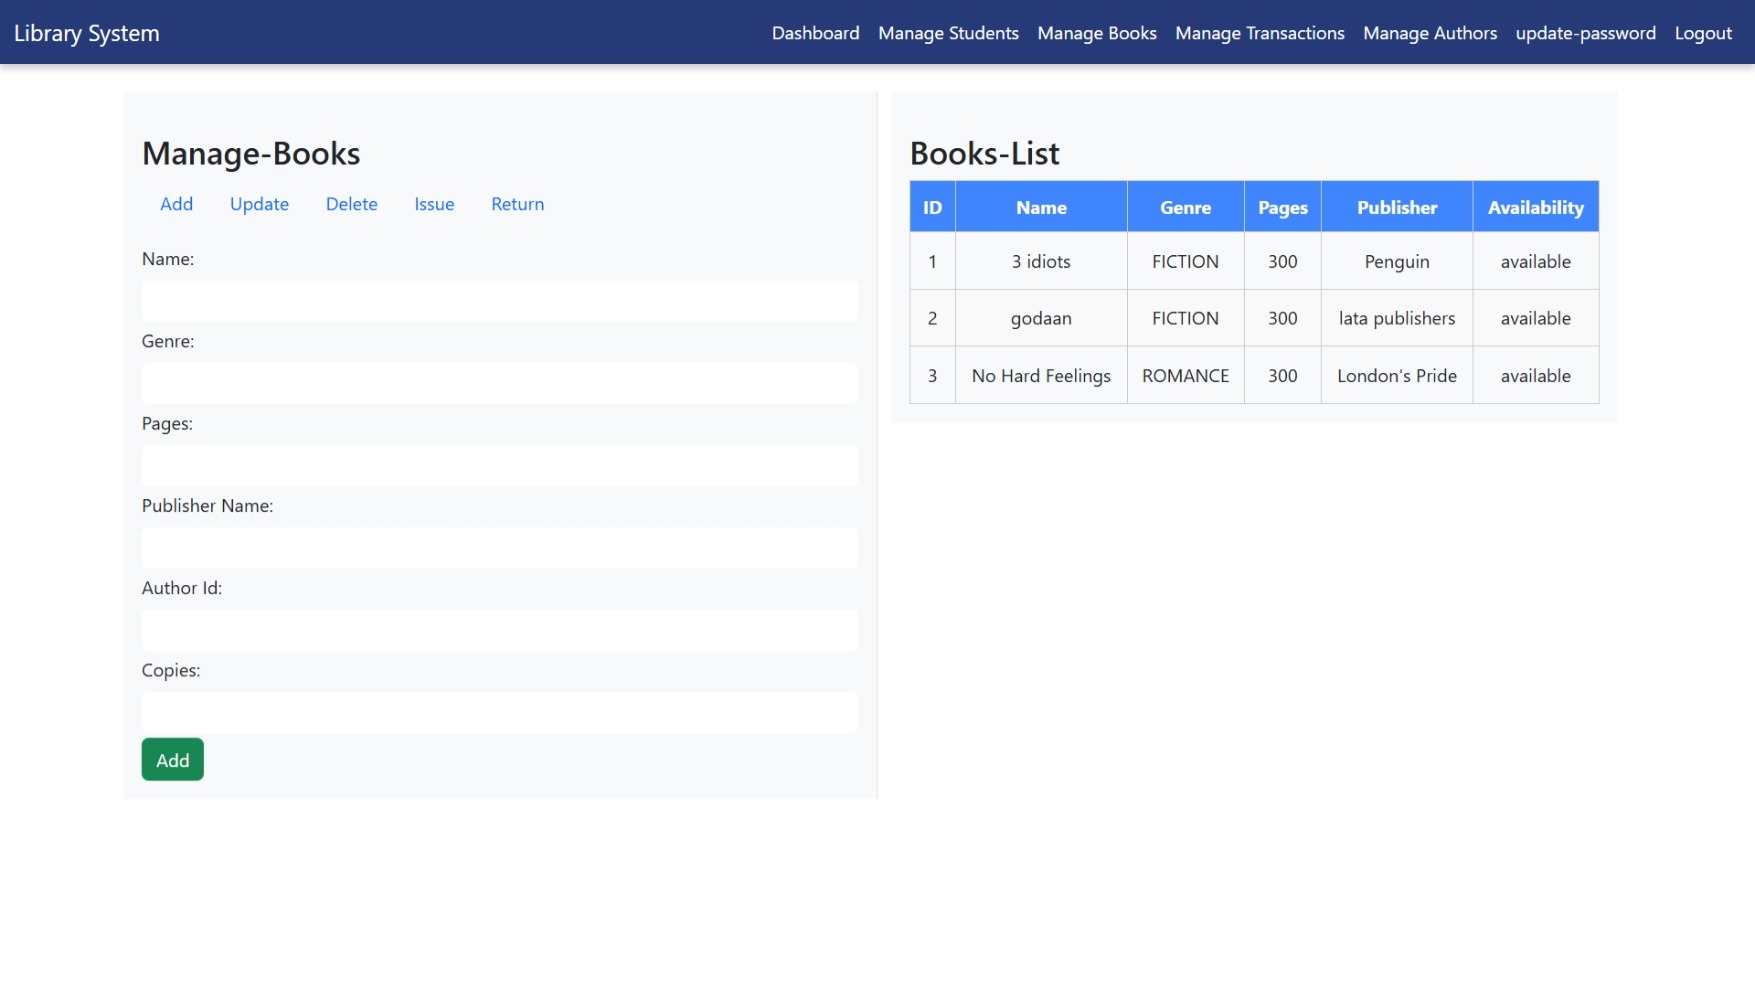 Library System
Dashboard Manage Students Manage Books Manage Transactions Manage Authors update-password Logout
Manage-Books
Add Update Delete Issue Return
Name:
Genre:
Pages:
Publisher Name:
Author Id:
Copies:
Add
Books-List
ID Name Genre Pages Publisher Availability
1 3 idiots FICTION 300 Penguin available
2 godaan FICTION 300 lata publishers available
3 No Hard Feelings ROMANCE 300 London's Pride available